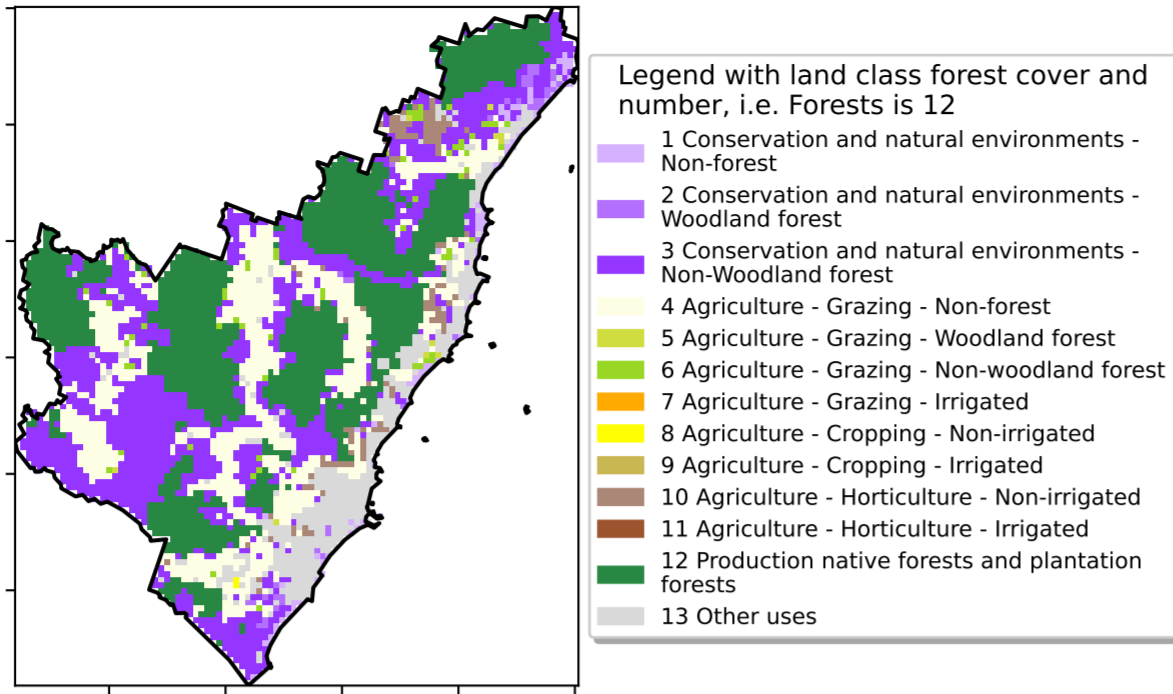 Legend with land class forest cover and
number, i.e. Forests is 12
1 Conservation and natural environments -
Non-forest
2 Conservation and natural environments -
Woodland forest
3 Conservation and natural environments -
Non-Woodland forest
4 Agriculture - Grazing - Non-forest
5 Agriculture - Grazing - Woodland forest
6 Agriculture - Grazing - Non-woodland forest
7 Agriculture - Grazing - Irrigated
8 Agriculture - Cropping - Non-irrigated
9 Agriculture - Cropping - Irrigated
10 Agriculture - Horticulture - Non-irrigated
11 Agriculture - Horticulture - Irrigated
12 Production native forests and plantation
forests
13 Other uses